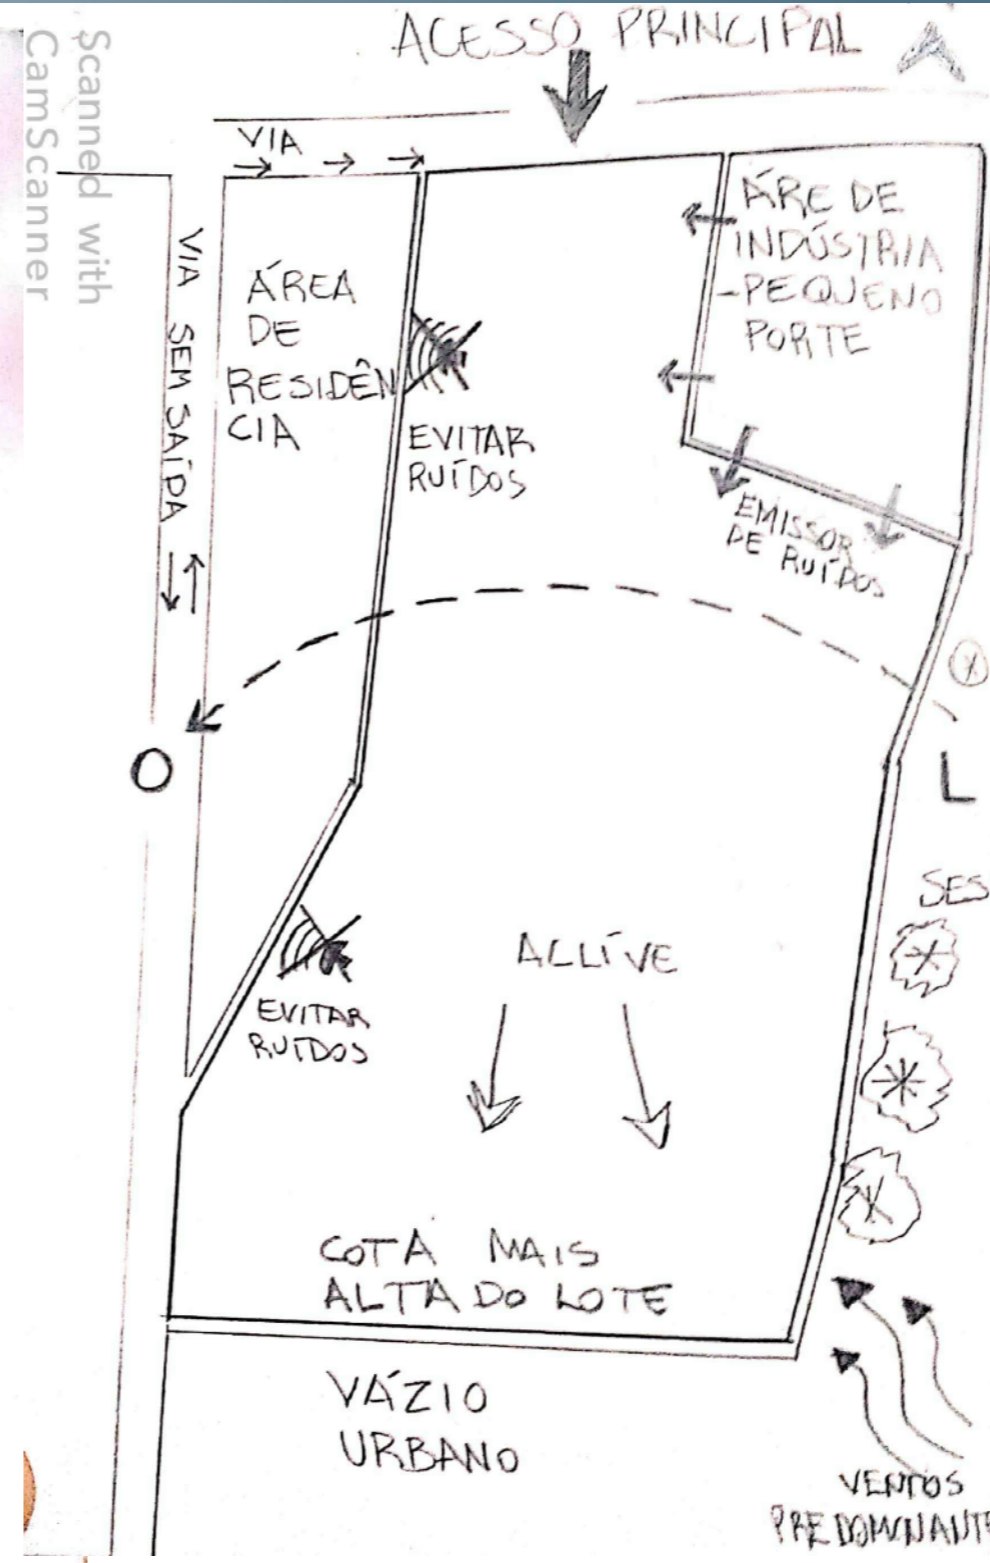 ACESSO PRINCIPAL
Scanned with
CamScanner
VIA
ÁRE DE
INDÚSTRIA
-PEQUENO
PORTE
VIA SEM SAÍDA
ÁREA
DE
RESIDÊN
CIA
EVITAR
RUÍDOS
EMISSOR
DE RUÍDOS
O
L
SES
ACLÍVE
EVITAR
RUÍDOS
COTA MAIS
ALTA DO LOTE
VÁZIO
URBANO
VENTOS
PREDOMINANTE